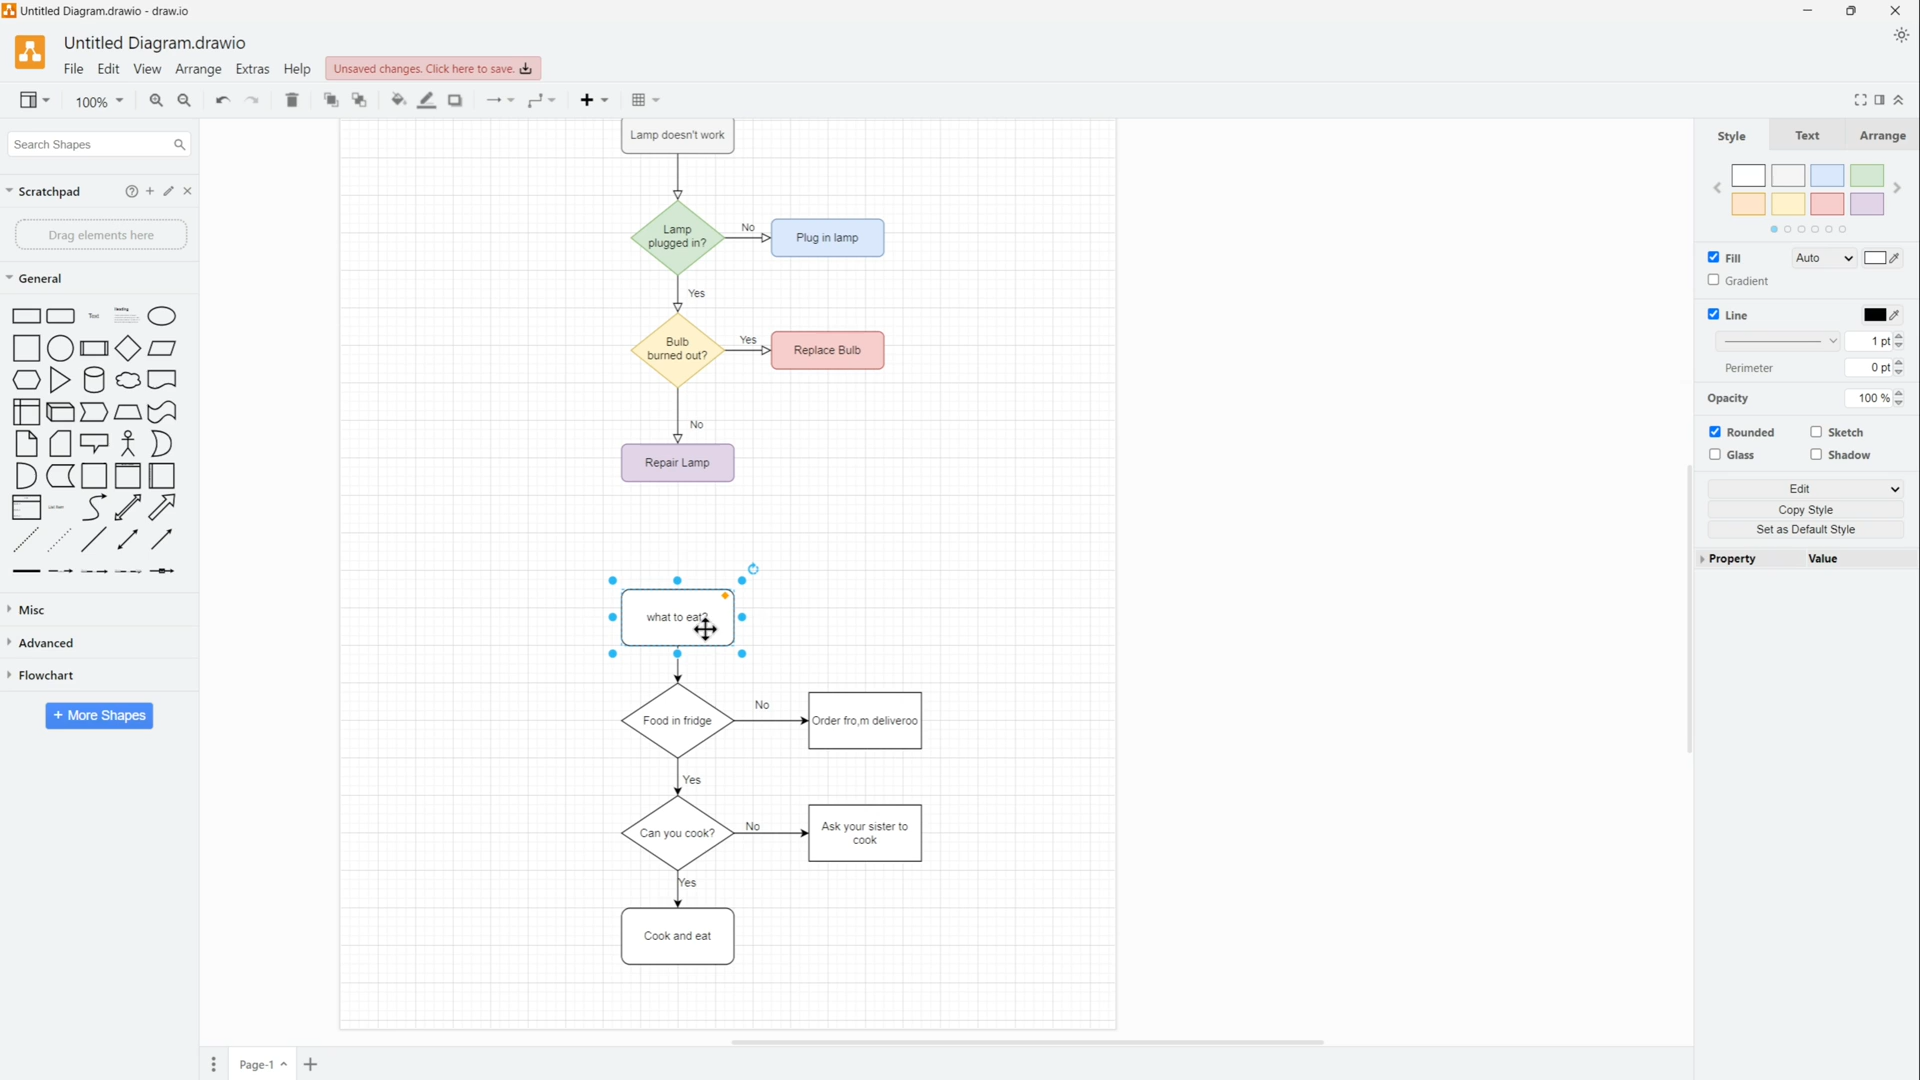 Untitled Diagram.drawio - draw.io
Untitled Diagram.drawio
File Edit View Arrange Extras Help Unsaved changes. Click here to save.
100%
Search Shapes
Scratchpad
Drag elements here
General
Text
Heading
List Item
Misc
Advanced
Flowchart
+ More Shapes
Lamp doesn't work
Lamp
plugged in?
No
Plug in lamp
Yes
Bulb
burned out?
Yes
Replace Bulb
No
Repair Lamp
what to eat?
Food in fridge
No
Order fro,m deliveroo
Yes
Can you cook?
No
Ask your sister to
cook
Yes
Cook and eat
Page-1
Style Text Arrange
Fill Auto
Gradient
Line
1 pt
Perimeter 0 pt
Opacity 100 %
Rounded Sketch
Glass Shadow
Edit
Copy Style
Set as Default Style
Property Value